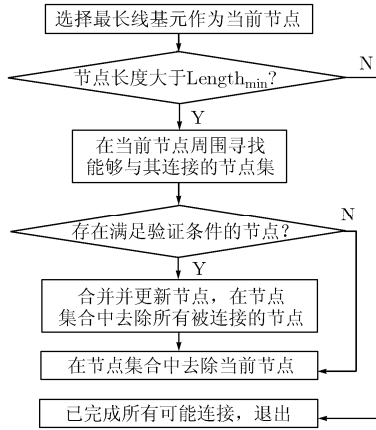 选择最长线基元作为当前节点
N
节点长度大于Length_min?
Y
在当前节点周围寻找
能够与其连接的节点集
N
存在满足验证条件的节点?
Y
合并并更新节点，在节点
集合中去除所有被连接的节点
在节点集合中去除当前节点
已完成所有可能连接，退出